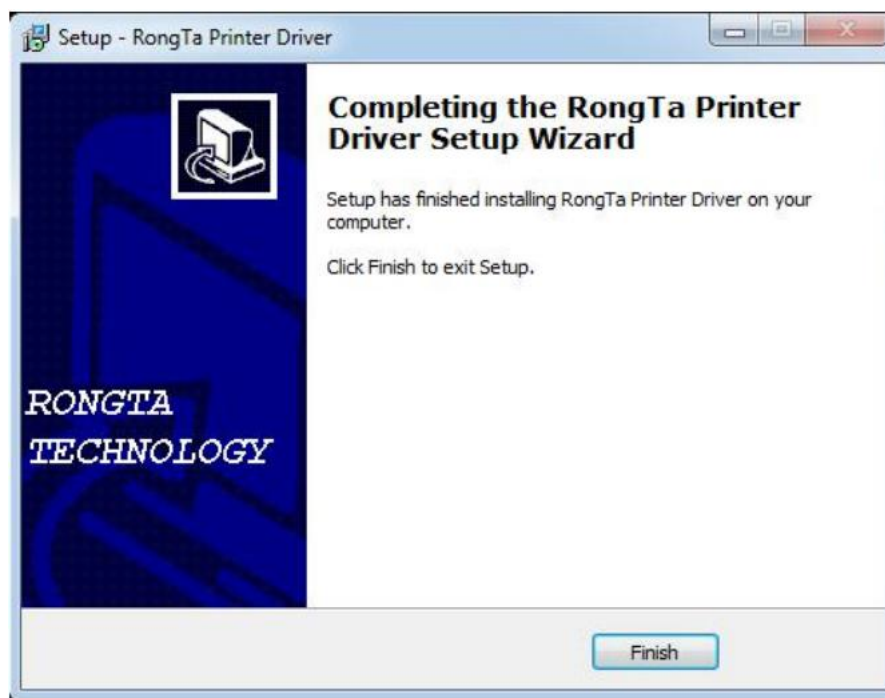 Setup - RongTa Printer Driver
Completing the RongTa Printer
Driver Setup Wizard
Setup has finished installing RongTa Printer Driver on your
computer.
Click Finish to exit Setup.
RONGTA
TECHNOLOGY
Finish